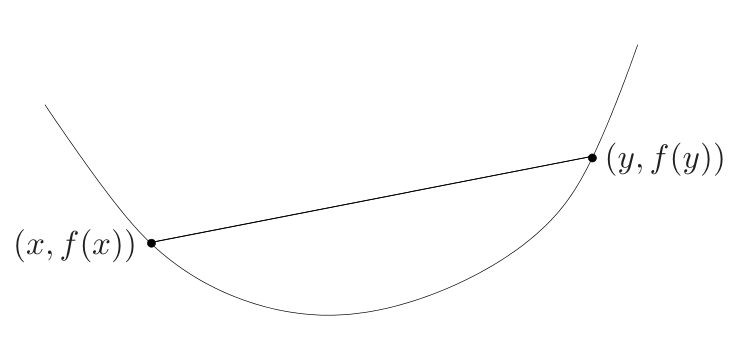 (y, f(y))
(x, f(x))